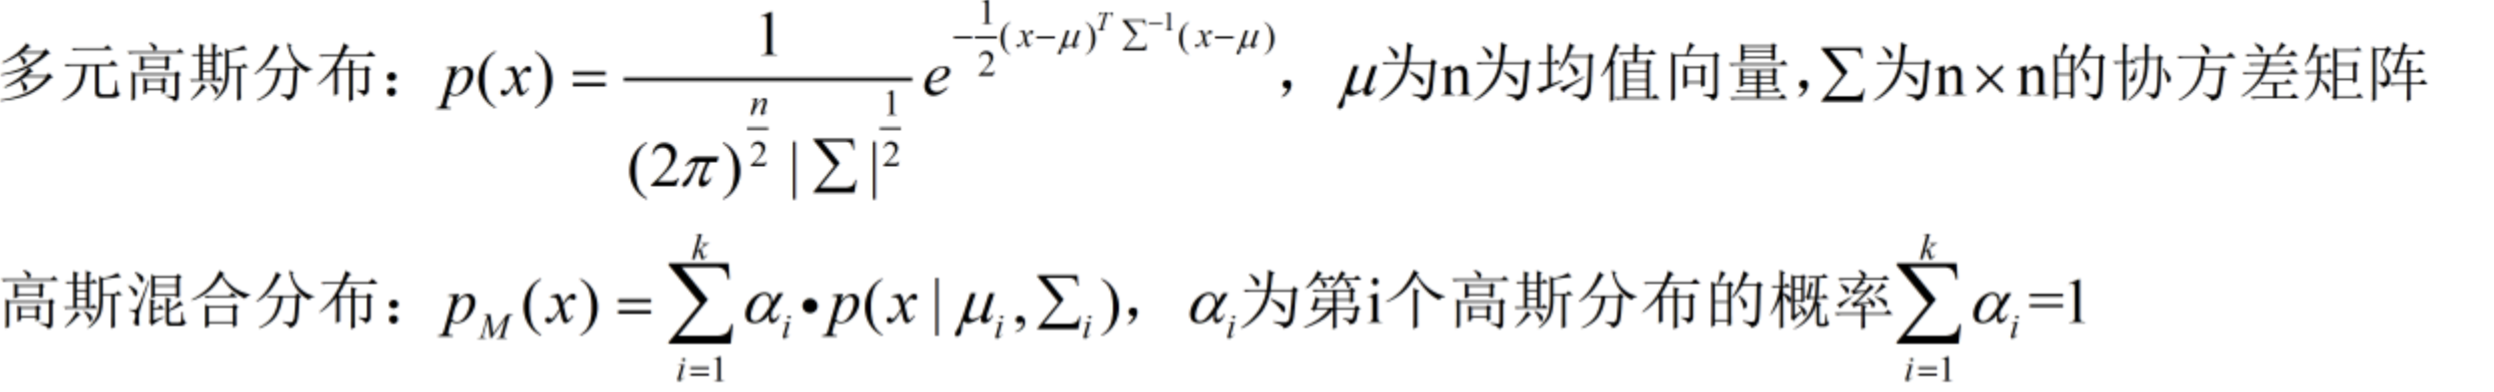 多元高斯分布：$p(x)=\frac{1}{(2\pi)^{\frac{n}{2}}|\Sigma|^{\frac{1}{2}}}e^{-\frac{1}{2}(x-\mu)^T\Sigma^{-1}(x-\mu)}$，$\mu$为n为均值向量,$\Sigma$为n×n的协方差矩阵
高斯混合分布：$p_M(x)=\sum_{i=1}^{k}\alpha_i•p(x|\mu_i,\Sigma_i)$，$\alpha_i$为第i个高斯分布的概率$\sum_{i=1}^{k}\alpha_i=1$